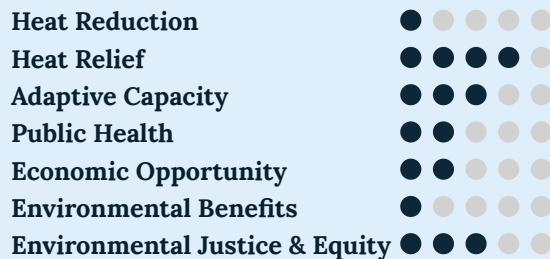 Heat Reduction
Heat Relief
Adaptive Capacity
Public Health
Economic Opportunity
Environmental Benefits
Environmental Justice & Equity